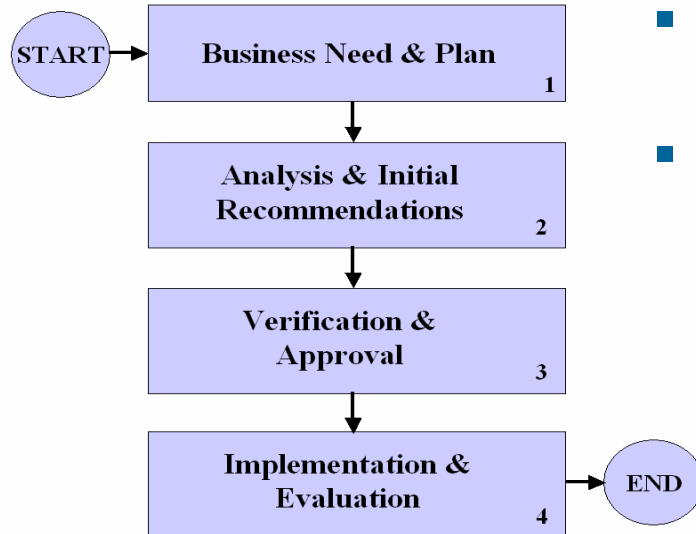 START
Business Need & Plan
1
Analysis & Initial
Recommendations
2
Verification &
Approval
3
Implementation &
Evaluation
4
END